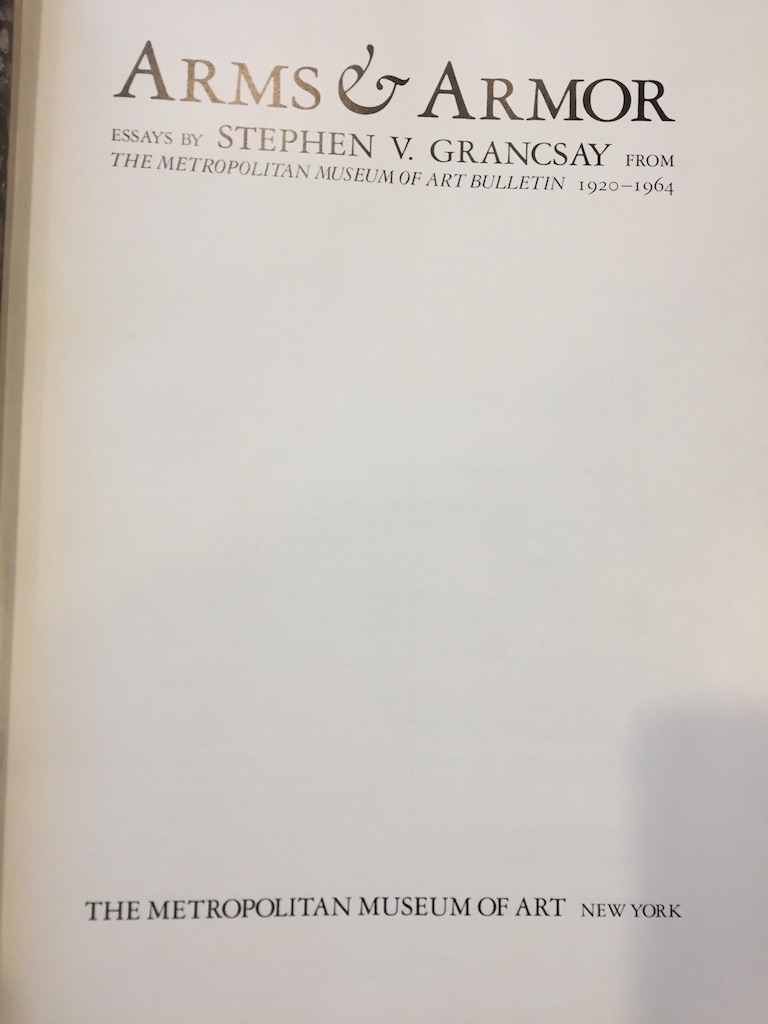 ARMS & ARMOR
ESSAYS BY STEPHEN V. GRANCSAY FROM
THE METROPOLITAN MUSEUM OF ART BULLETIN 1920–1964
THE METROPOLITAN MUSEUM OF ART NEW YORK